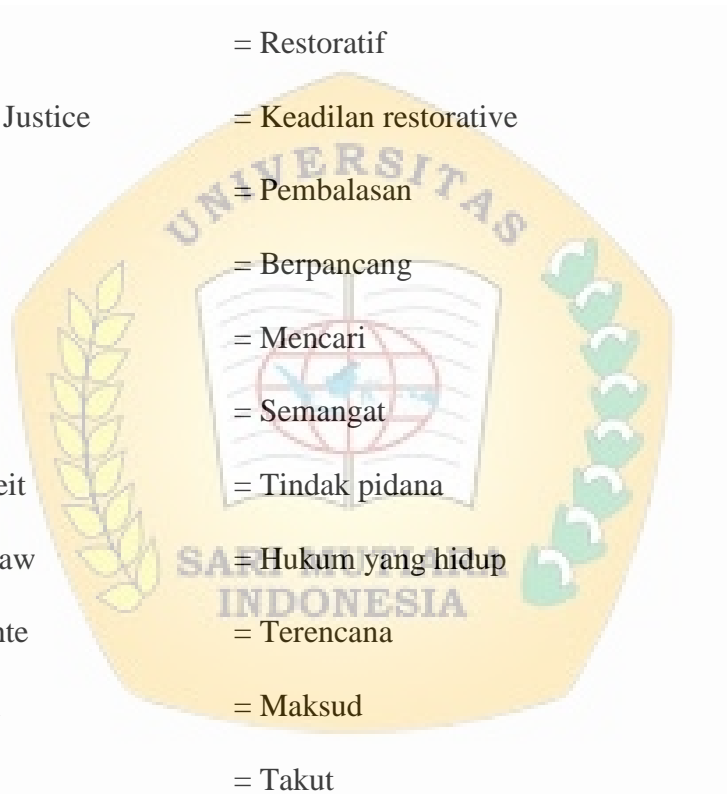 = Restoratif
Justice = Keadilan restorative
UNIVERSITAS
= Pembalasan
= Berpancang
= Mencari
= Semangat
eit = Tindak pidana
aw = Hukum yang hidup
SARI MUTIARA
INDONESIA
nte = Terencana
= Maksud
= Takut